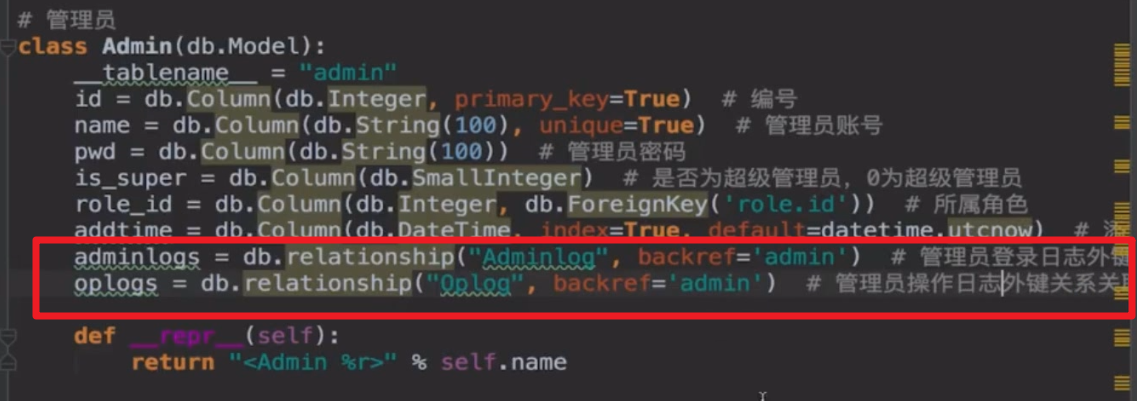 # 管理员
class Admin(db.Model):
__tablename__ = "admin"
id = db.Column(db.Integer, primary_key=True)  # 编号
name = db.Column(db.String(100), unique=True)  # 管理员账号
pwd = db.Column(db.String(100))  # 管理员密码
is_super = db.Column(db.SmallInteger)  # 是否为超级管理员，0为超级管理员
role_id = db.Column(db.Integer, db.ForeignKey('role.id'))  # 所属角色
addtime = db.Column(db.DateTime, index=True, default=datetime.utcnow)  #
adminlogs = db.relationship("Adminlog", backref='admin')  # 管理员登录日志外键
oplogs = db.relationship("Oplog", backref='admin')  # 管理员操作日志外键关系关联
def __repr__(self):
return "<Admin %r>" % self.name